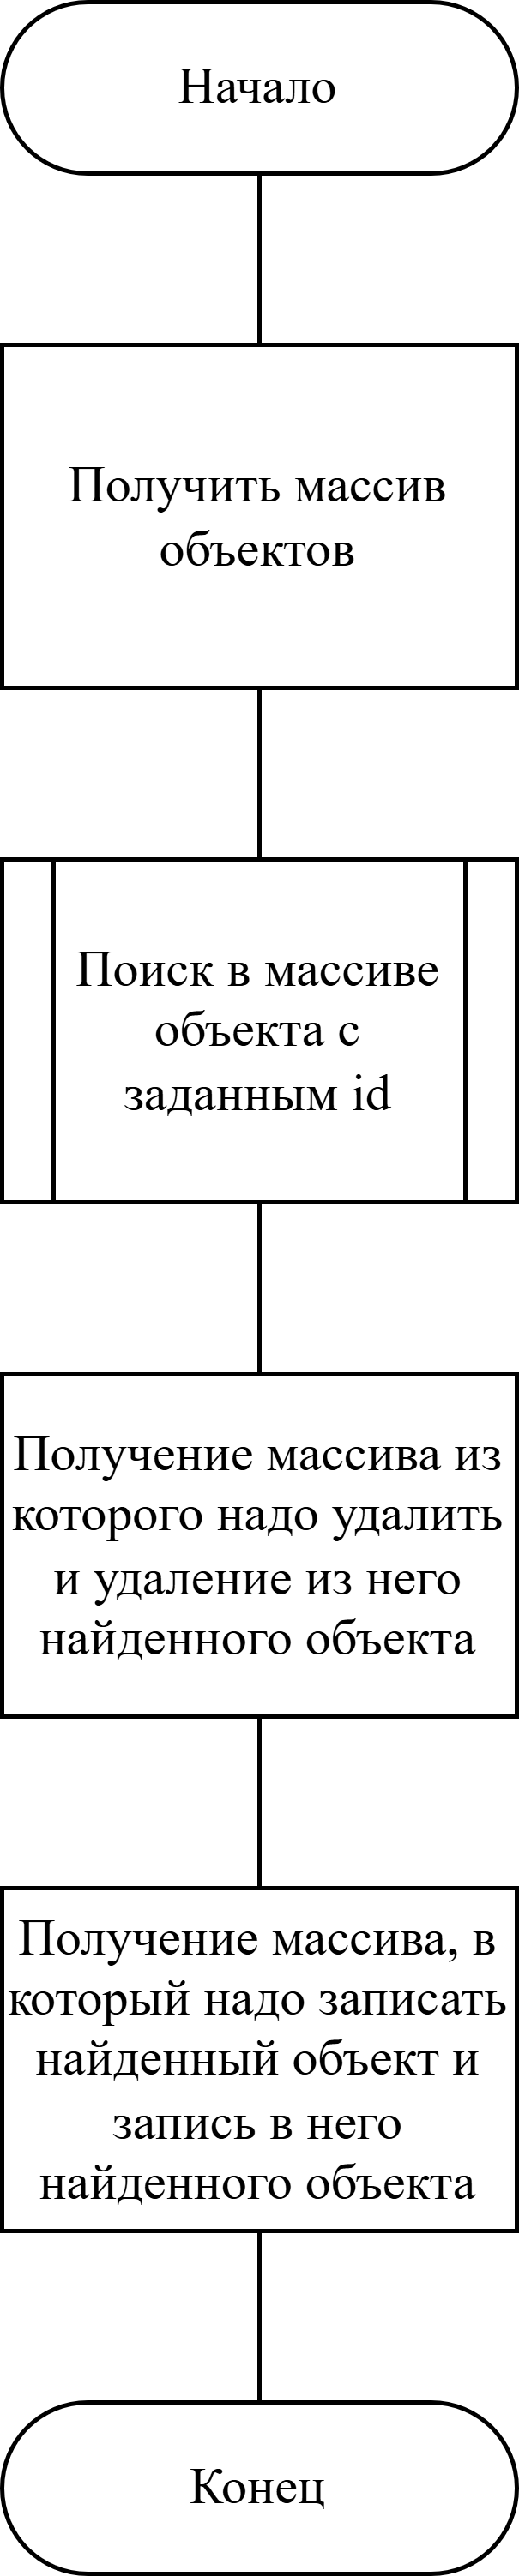 Начало
Получить массив
объектов
Поиск в массиве
объекта с
заданным id
Получение массива из
которого надо удалить
и удаление из него
найденного объекта
Получение массива, в
который надо записать
найденный объект и
запись в него
найденного объекта
Конец